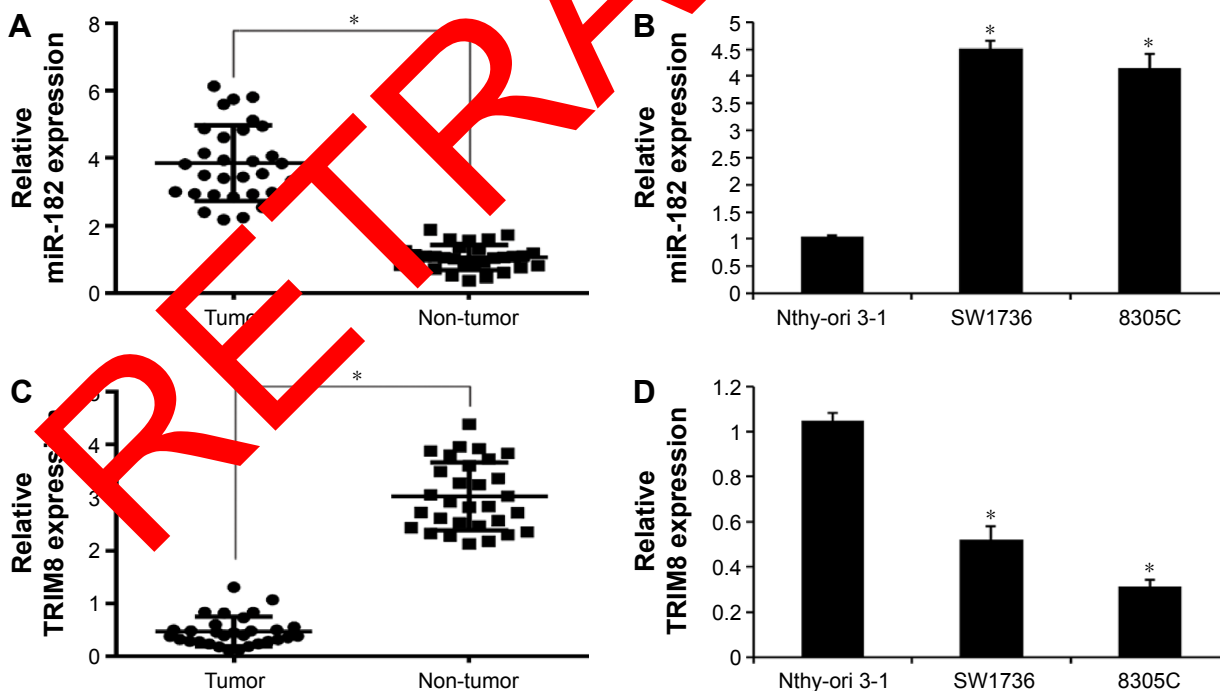 A
Relative
miR-182 expression
8
6
4
2
0
*
Tumor
Non-tumor
B
Relative
miR-182 expression
5
4.5
4
3.5
3
2.5
2
1.5
1
0.5
0
*
*
Nthy-ori 3-1
SW1736
8305C
C
Relative
TRIM8 expression
4
3
2
1
0
*
Tumor
Non-tumor
D
Relative
TRIM8 expression
1.2
1
0.8
0.6
0.4
0.2
0
*
*
Nthy-ori 3-1
SW1736
8305C
RETRA